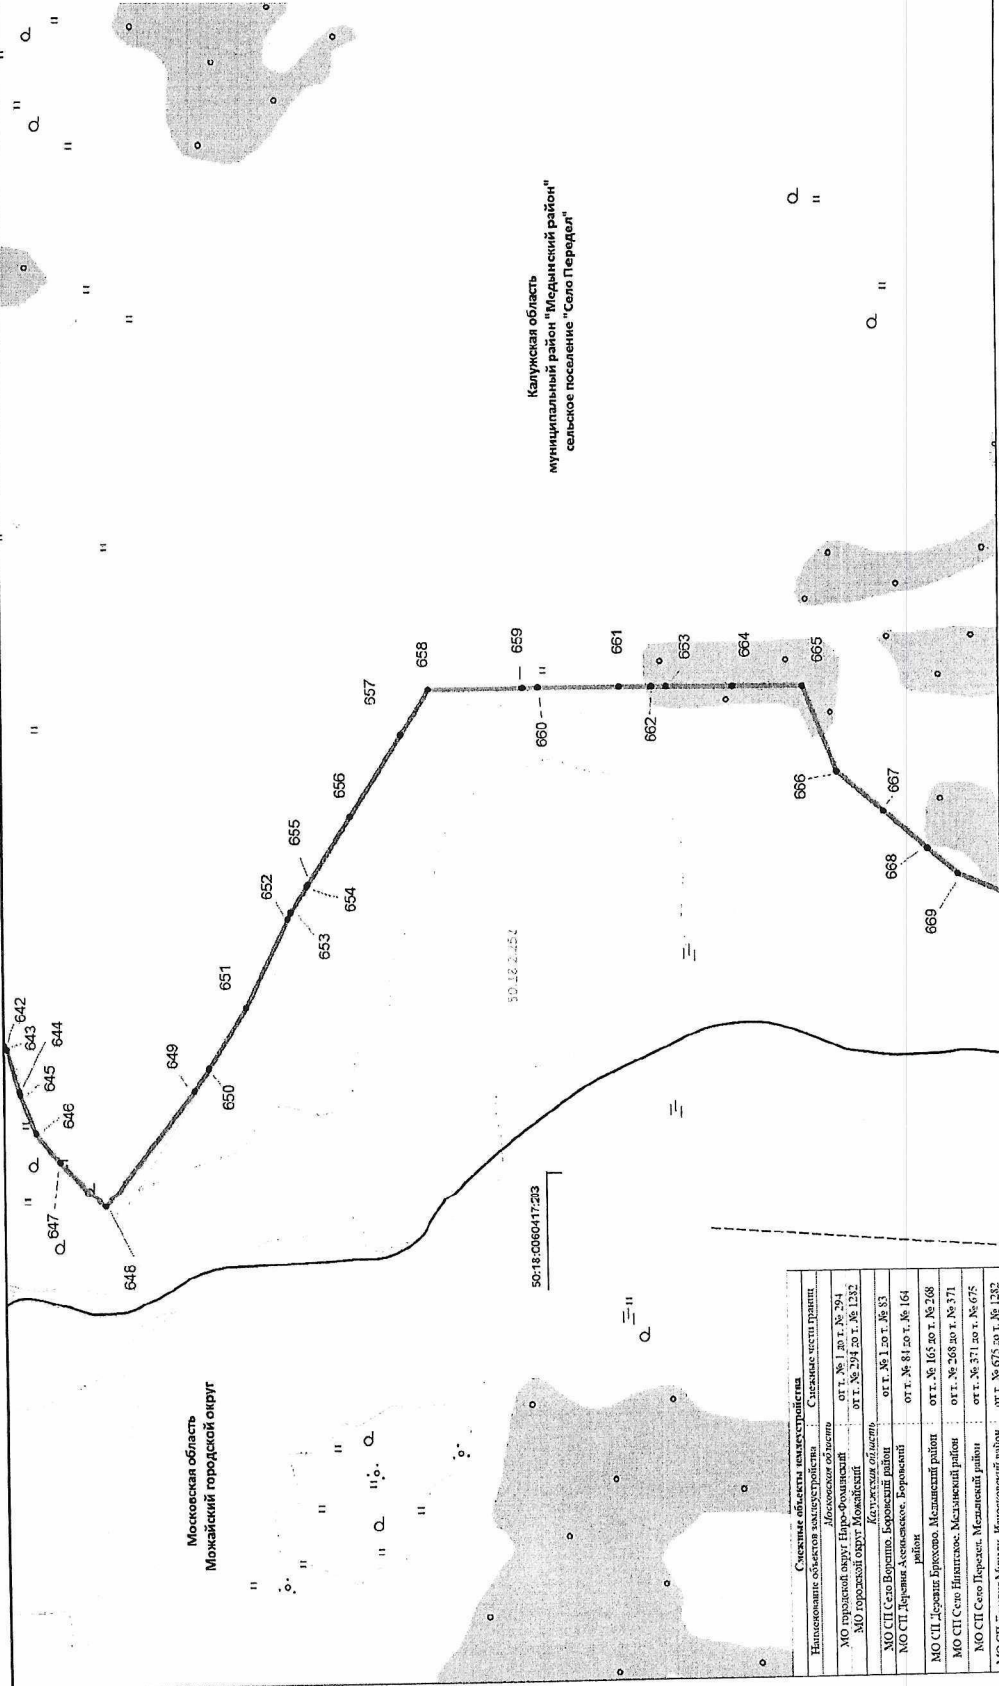 Московская область
Можайский городской округ
Калужская область
муниципальный район "Медынский район"
сельское поселение "Село Передел"
642
643
644
645
646
647
648
649
650
651
652
653
654
655
656
657
658
659
660
661
662
663
664
665
666
667
668
669
50:18:0060417:203
Смежные объекты землеустройства
Наименование объектов землеустройства Смежные части границ
Московская область
МО городской округ Наро-Фоминский от т. № 1 до т. № 294
МО городской округ Можайский от т. № 294 до т. № 1282
Калужская область
МО СП Село Ворсино, Боровский район от т. № 1 до т. № 83
МО СП Деревня Асеньевское, Боровский район от т. № 84 до т. № 164
МО СП Деревня Брюхово, Медынский район от т. № 165 до т. № 268
МО СП Село Никитское, Медынский район от т. № 268 до т. № 371
МО СП Село Передел, Медынский район от т. № 371 до т. № 675
от т. № 675 до т. № 1282